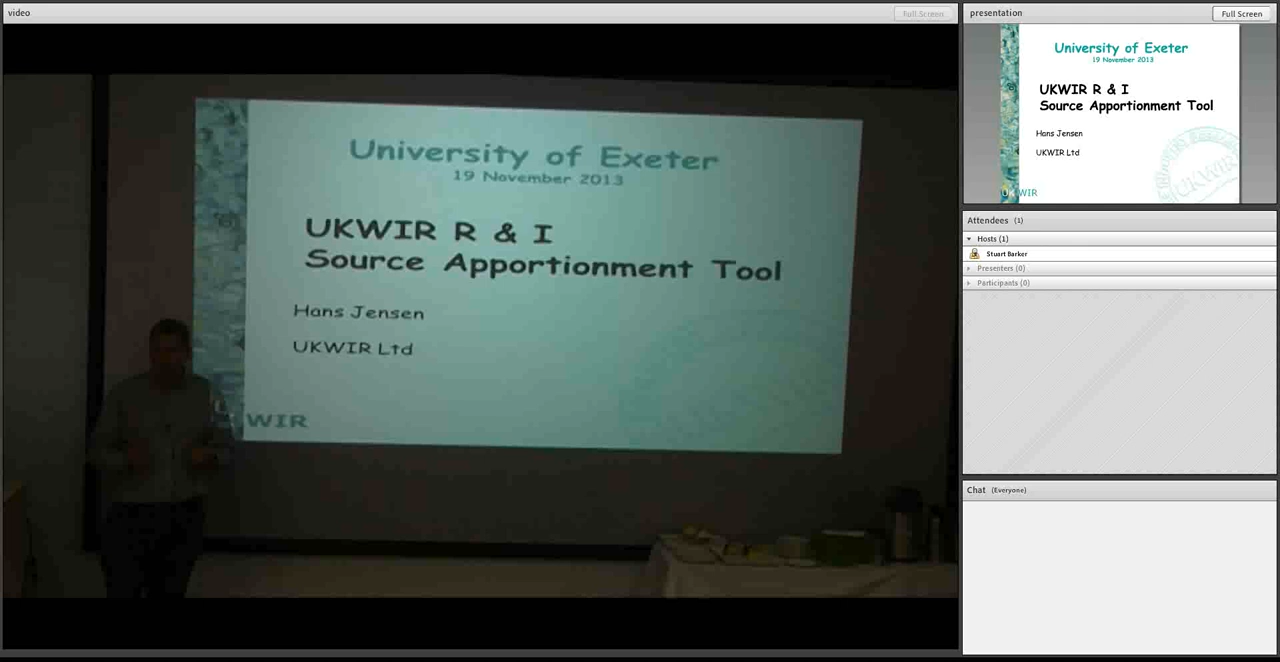 video
Full Screen
University of Exeter
19 November 2013
UKWIR R & I
Source Apportionment Tool
Hans Jensen
UKWIR Ltd
WIR
presentation
Full Screen
University of Exeter
19 November 2013
UKWIR R & I
Source Apportionment Tool
Hans Jensen
UKWIR Ltd
UKWIR
UKWIR
Attendees (1)
Hosts (1)
Stuart Barker
Presenters (0)
Participants (0)
Chat (Everyone)